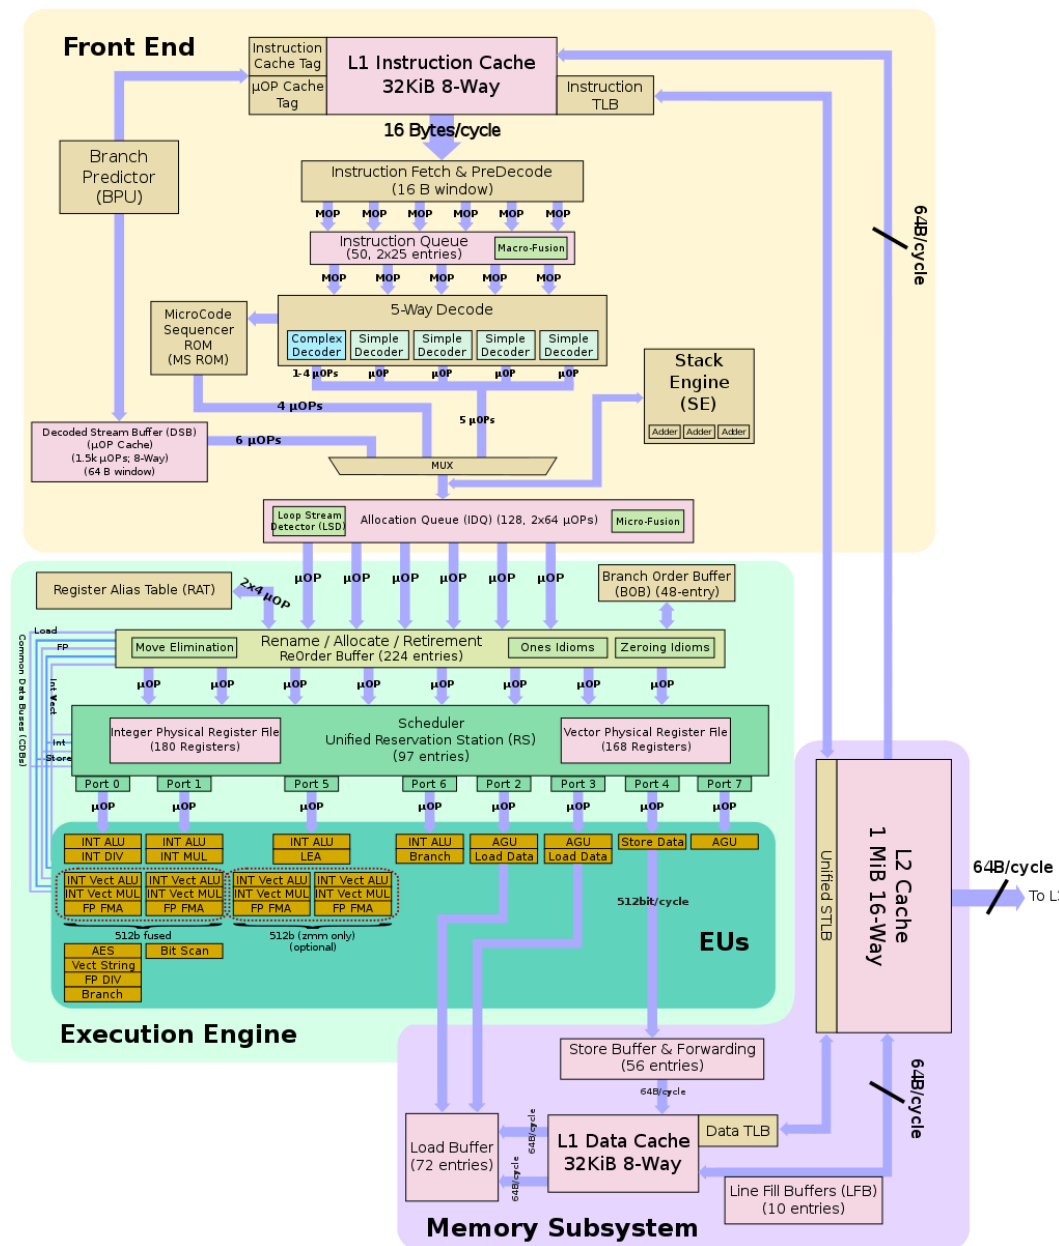 Front End
Instruction
Cache Tag
µOP Cache
Tag
L1 Instruction Cache
32KiB 8-Way
Instruction
TLB
16 Bytes/cycle
Branch
Predictor
(BPU)
Instruction Fetch & PreDecode
(16 B window)
MOP MOP MOP MOP MOP MOP
Instruction Queue
(50, 2x25 entries)
Macro-Fusion
MOP MOP MOP MOP MOP
64B/cycle
MicroCode
Sequencer
ROM
(MS ROM)
5-Way Decode
Complex
Decoder
Simple
Decoder
Simple
Decoder
Simple
Decoder
Simple
Decoder
1-4 µOPs µOP µOP µOP µOP
Stack
Engine
(SE)
Adder Adder Adder
4 µOPs
5 µOPs
Decoded Stream Buffer (DSB)
(µOP Cache)
(1.5k µOPs; 8-Way)
(64 B window)
6 µOPs
MUX
Loop Stream
Detector (LSD)
Allocation Queue (IDQ) (128, 2x64 µOPs)
Micro-Fusion
µOP µOP µOP µOP µOP µOP
Register Alias Table (RAT)
2x4 µOP
Branch Order Buffer
(BOB) (48-entry)
Load
FP
Common Data Buses (CDBs)
Int Vect
Int
Store
Move Elimination
Rename / Allocate / Retirement
ReOrder Buffer (224 entries)
Ones Idioms
Zeroing Idioms
µOP µOP µOP µOP µOP µOP µOP µOP
Integer Physical Register File
(180 Registers)
Scheduler
Unified Reservation Station (RS)
(97 entries)
Vector Physical Register File
(168 Registers)
Port 0 Port 1 Port 5 Port 6 Port 2 Port 3 Port 4 Port 7
µOP µOP µOP µOP µOP µOP µOP µOP
INT ALU
INT DIV
INT ALU
INT MUL
INT ALU
LEA
INT ALU
Branch
AGU
Load Data
AGU
Load Data
Store Data
AGU
INT Vect ALU
INT Vect MUL
FP FMA
INT Vect ALU
INT Vect MUL
FP FMA
INT Vect ALU
INT Vect MUL
FP FMA
INT Vect ALU
INT Vect MUL
FP FMA
512b fused
512b (zmm only)
(optional)
AES
Vect String
FP DIV
Branch
Bit Scan
512bit/cycle
EUs
Execution Engine
Unified STLB
L2 Cache
1 MiB 16-Way
64B/cycle
To L
Store Buffer & Forwarding
(56 entries)
64B/cycle
64B/cycle
Load Buffer
(72 entries)
64B/cycle
64B/cycle
L1 Data Cache
32KiB 8-Way
Data TLB
Line Fill Buffers (LFB)
(10 entries)
Memory Subsystem